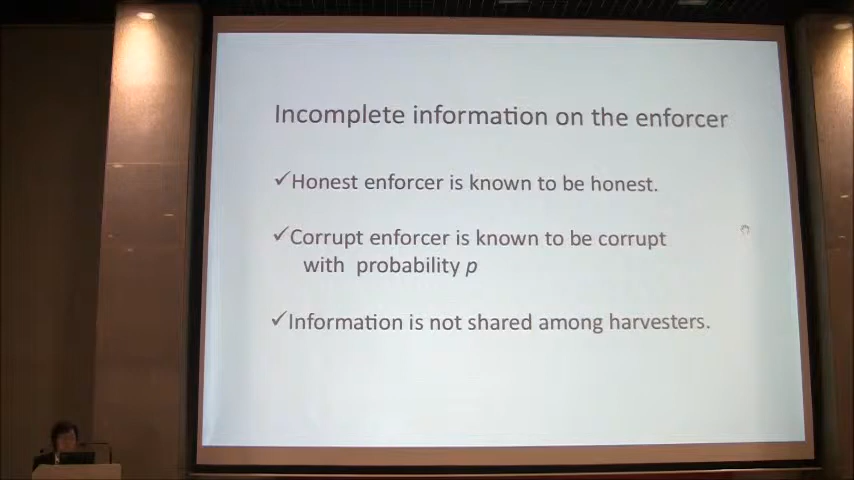 Incomplete information on the enforcer
✓Honest enforcer is known to be honest.
✓Corrupt enforcer is known to be corrupt
with probability p
✓Information is not shared among harvesters.